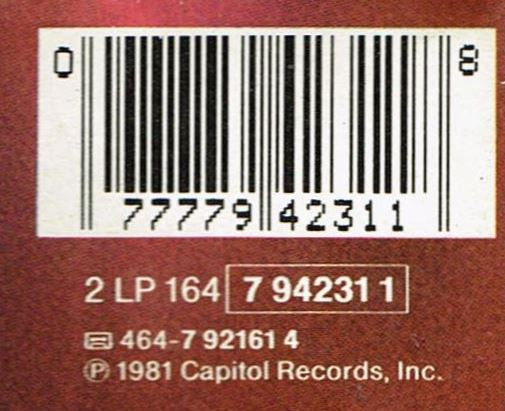 0 77779 42311 8
2 LP 164 7 94231 1
464-7 92161 4
℗ 1981 Capitol Records, Inc.